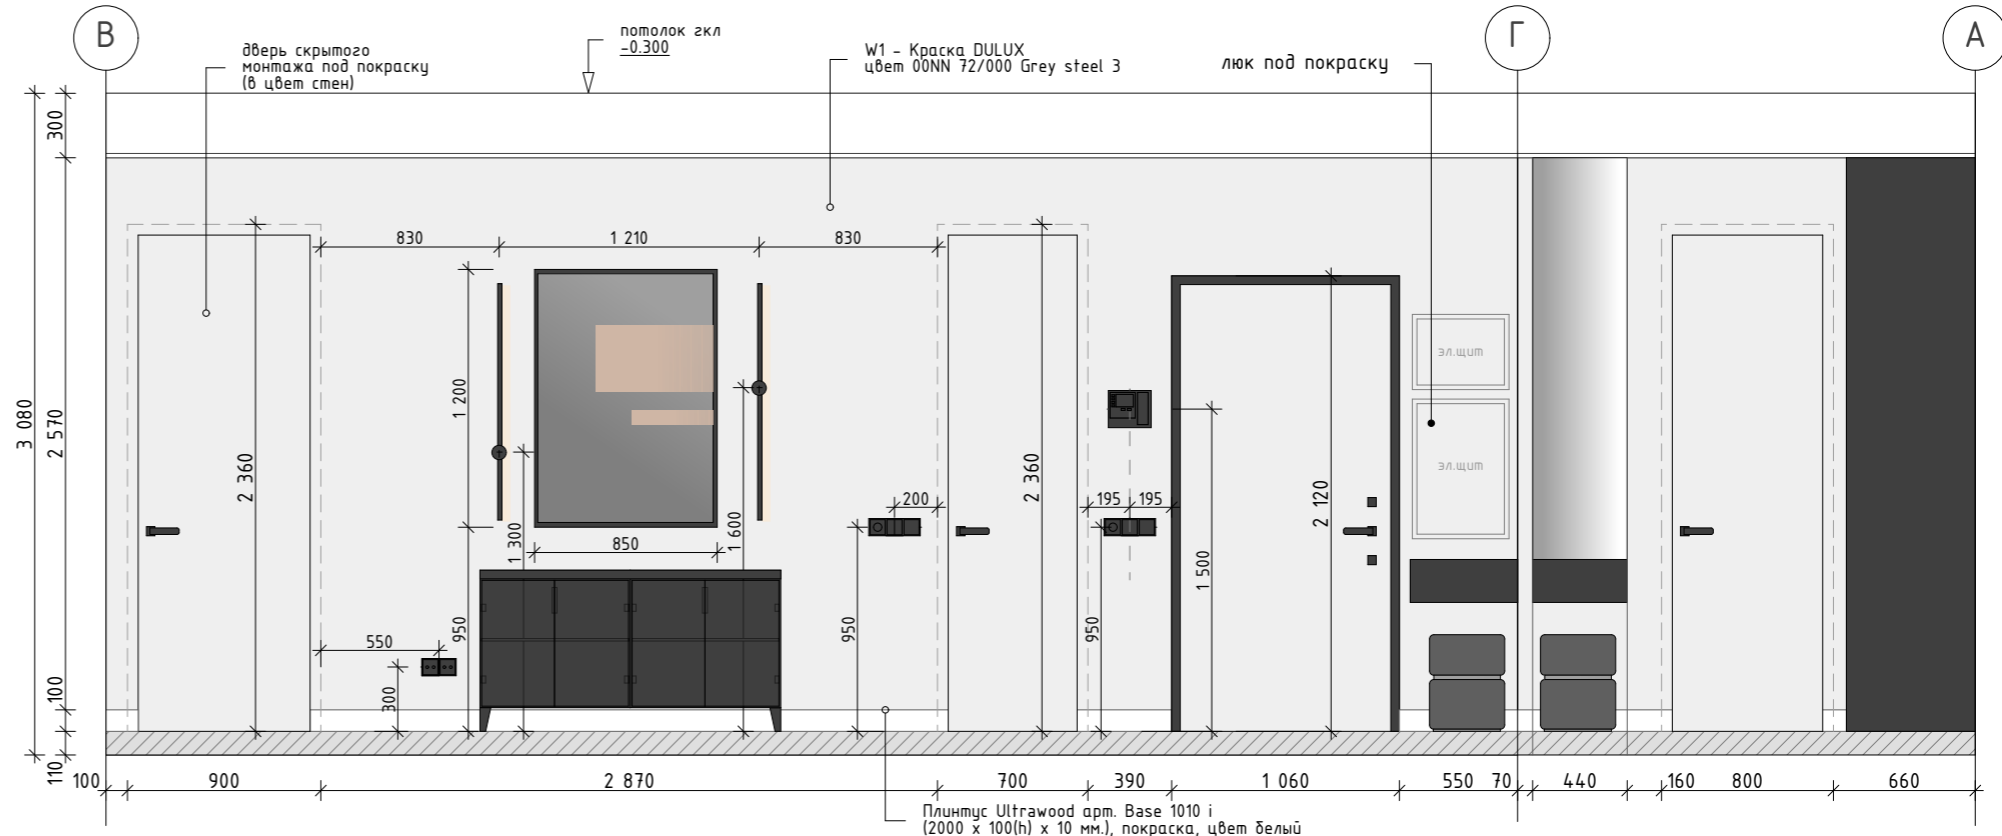 В
Г
А
дверь скрытого
монтажа под покраску
(в цвет стен)
потолок гкл
-0.300
W1 - Краска DULUX
цвет 00NN 72/000 Grey steel 3
люк под покраску
300
3 080
2 570
1100
110
830
1 210
830
2 360
1 200
850
1 300
950
1 600
550
300
200
950
2 360
195
195
950
1 500
2 120
эл.щит
эл.щит
100
900
2 870
700
390
1 060
550
70
440
160
800
660
Плинтус Ultrawood арт. Base 1010 i
(2000 x 100(h) x 10 мм.), покраска, цвет белый